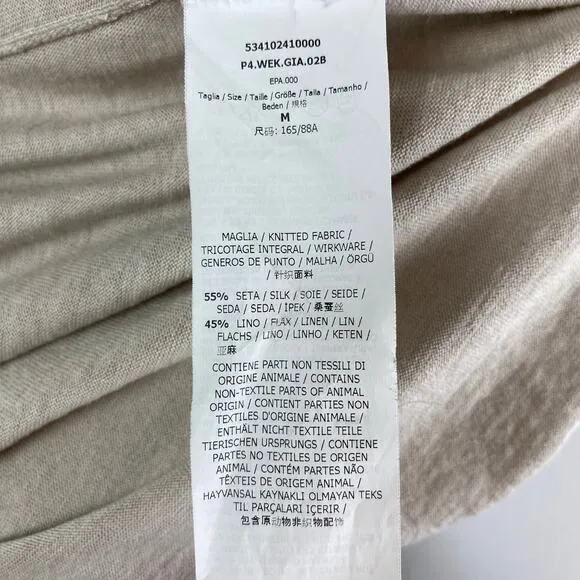 534102410000
P4.WEK.GIA.02B
EPA.000
Taglia / Size / Taille / Größe / Talla / Tamanho /
Beden / 規格
M
尺码: 165/88A
MAGLIA / KNITTED FABRIC /
TRICOTAGE INTEGRAL / WIRKWARE /
GENEROS DE PUNTO / MALHA / ÖRGÜ
/ 针织面料
55% SETA / SILK / SOIE / SEIDE /
SEDA / SEDA / İPEK / 桑蚕丝
45% LINO / FLAX / LINEN / LIN /
FLACHS / LINO / LINHO / KETEN /
亚麻
CONTIENE PARTI NON TESSILI DI
ORIGINE ANIMALE / CONTAINS
NON-TEXTILE PARTS OF ANIMAL
ORIGIN / CONTIENT PARTIES NON
TEXTILES D'ORIGINE ANIMALE /
ENTHÄLT NICHT TEXTILE TEILE
TIERISCHEN URSPRUNGS / CONTIENE
PARTES NO TEXTILES DE ORIGEN
ANIMAL / CONTÉM PARTES NÃO
TÊXTEIS DE ORIGEM ANIMAL /
HAYVANSAL KAYNAKLI OLMAYAN TEKS
TIL PARÇALARI IÇERIR /
包含原动物非织物配饰